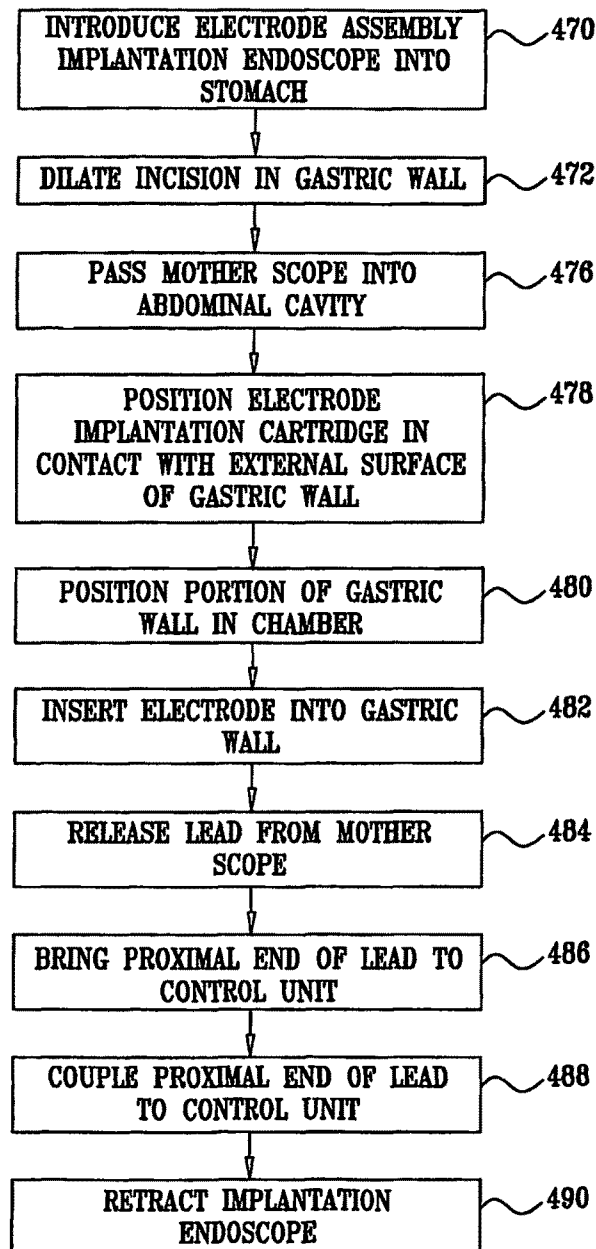 INTRODUCE ELECTRODE ASSEMBLY
IMPLANTATION ENDOSCOPE INTO
STOMACH
470
DILATE INCISION IN GASTRIC WALL
472
PASS MOTHER SCOPE INTO
ABDOMINAL CAVITY
476
POSITION ELECTRODE
IMPLANTATION CARTRIDGE IN
CONTACT WITH EXTERNAL SURFACE
OF GASTRIC WALL
478
POSITION PORTION OF GASTRIC
WALL IN CHAMBER
480
INSERT ELECTRODE INTO GASTRIC
WALL
482
RELEASE LEAD FROM MOTHER
SCOPE
484
BRING PROXIMAL END OF LEAD TO
CONTROL UNIT
486
COUPLE PROXIMAL END OF LEAD
TO CONTROL UNIT
488
RETRACT IMPLANTATION
ENDOSCOPE
490